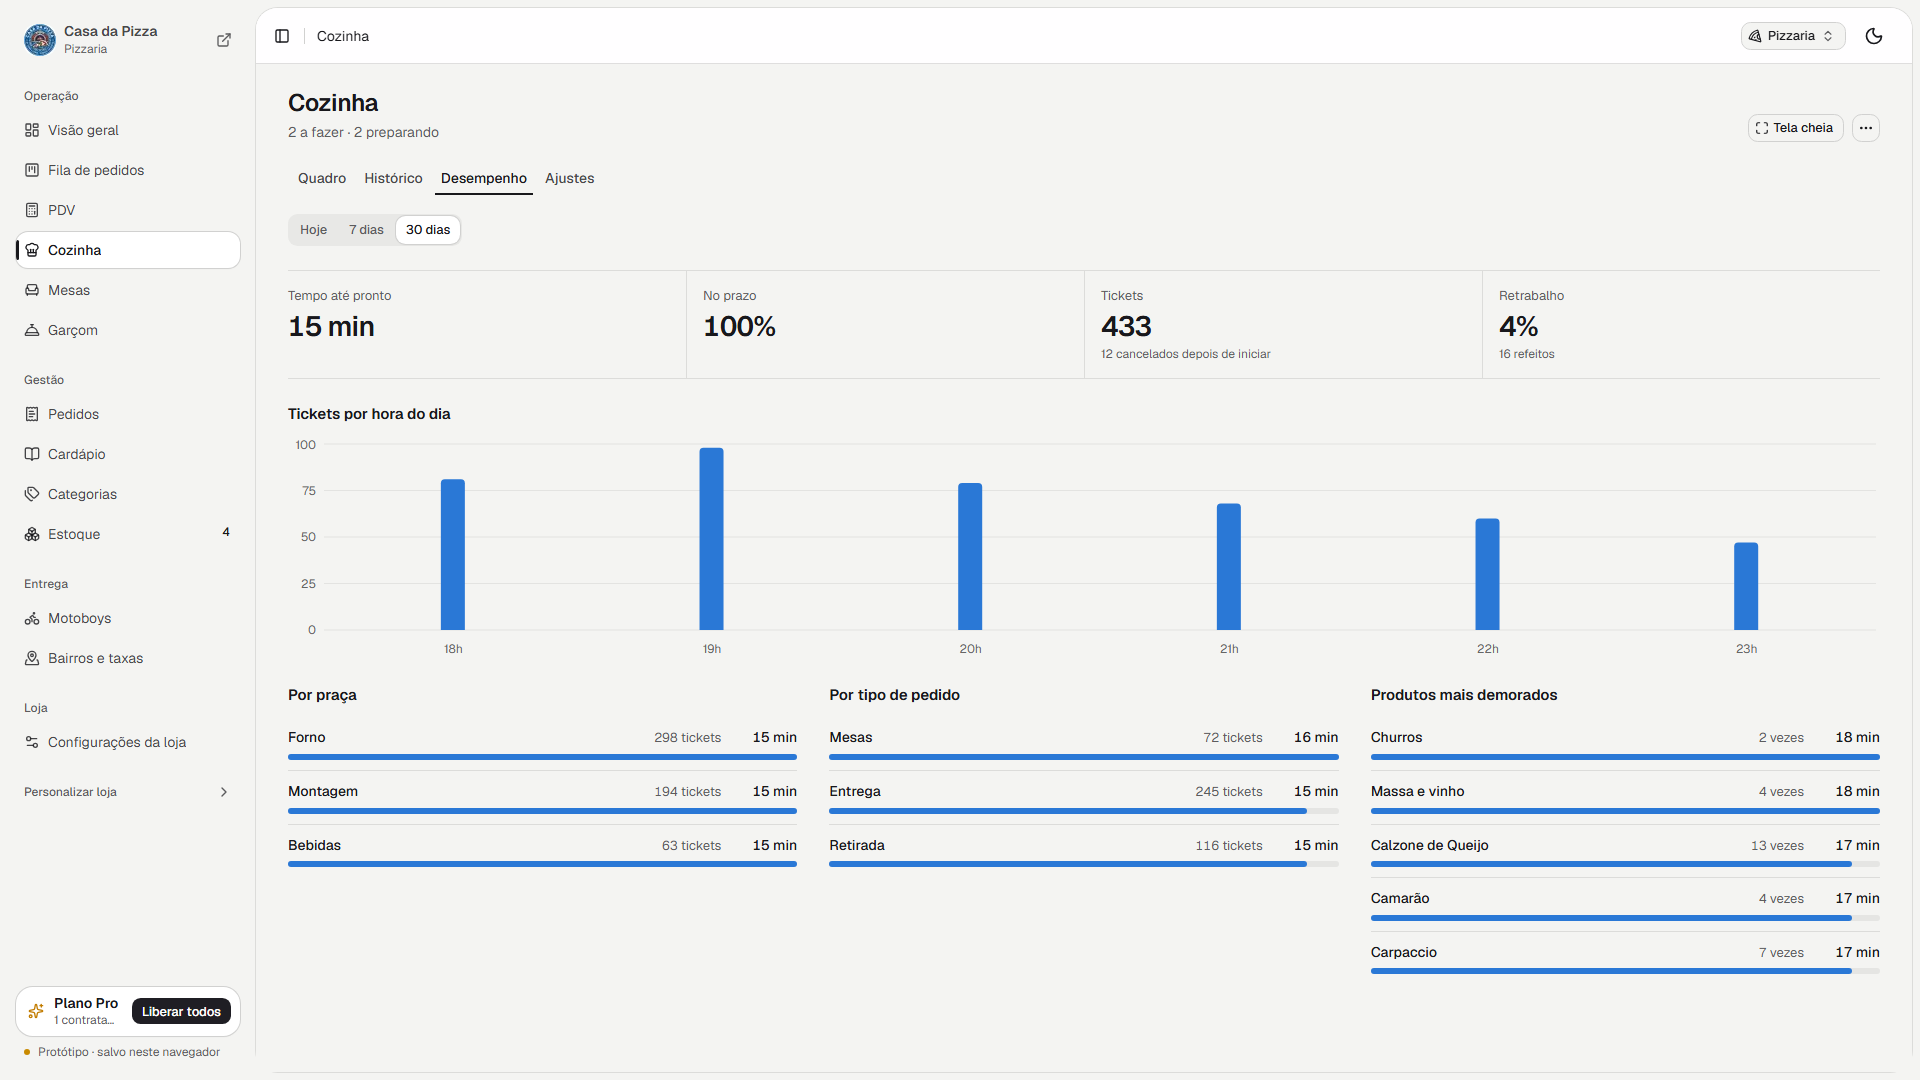 Casa da Pizza
Pizzaria
Operação
Visão geral
Fila de pedidos
PDV
Cozinha
Mesas
Garçom
Gestão
Pedidos
Cardápio
Categorias
Estoque 4
Entrega
Motoboys
Bairros e taxas
Loja
Configurações da loja
Personalizar loja
Plano Pro
1 contrata...
Liberar todos
Protótipo · salvo neste navegador
Cozinha
Pizzaria
Cozinha
2 a fazer · 2 preparando
Tela cheia
Quadro Histórico Desempenho Ajustes
Hoje 7 dias 30 dias
Tempo até pronto
15 min
No prazo
100%
Tickets
433
12 cancelados depois de iniciar
Retrabalho
4%
16 refeitos
Tickets por hora do dia
100
75
50
25
0
18h 19h 20h 21h 22h 23h
Por praça
Forno 298 tickets 15 min
Montagem 194 tickets 15 min
Bebidas 63 tickets 15 min
Por tipo de pedido
Mesas 72 tickets 16 min
Entrega 245 tickets 15 min
Retirada 116 tickets 15 min
Produtos mais demorados
Churros 2 vezes 18 min
Massa e vinho 4 vezes 18 min
Calzone de Queijo 13 vezes 17 min
Camarão 4 vezes 17 min
Carpaccio 7 vezes 17 min